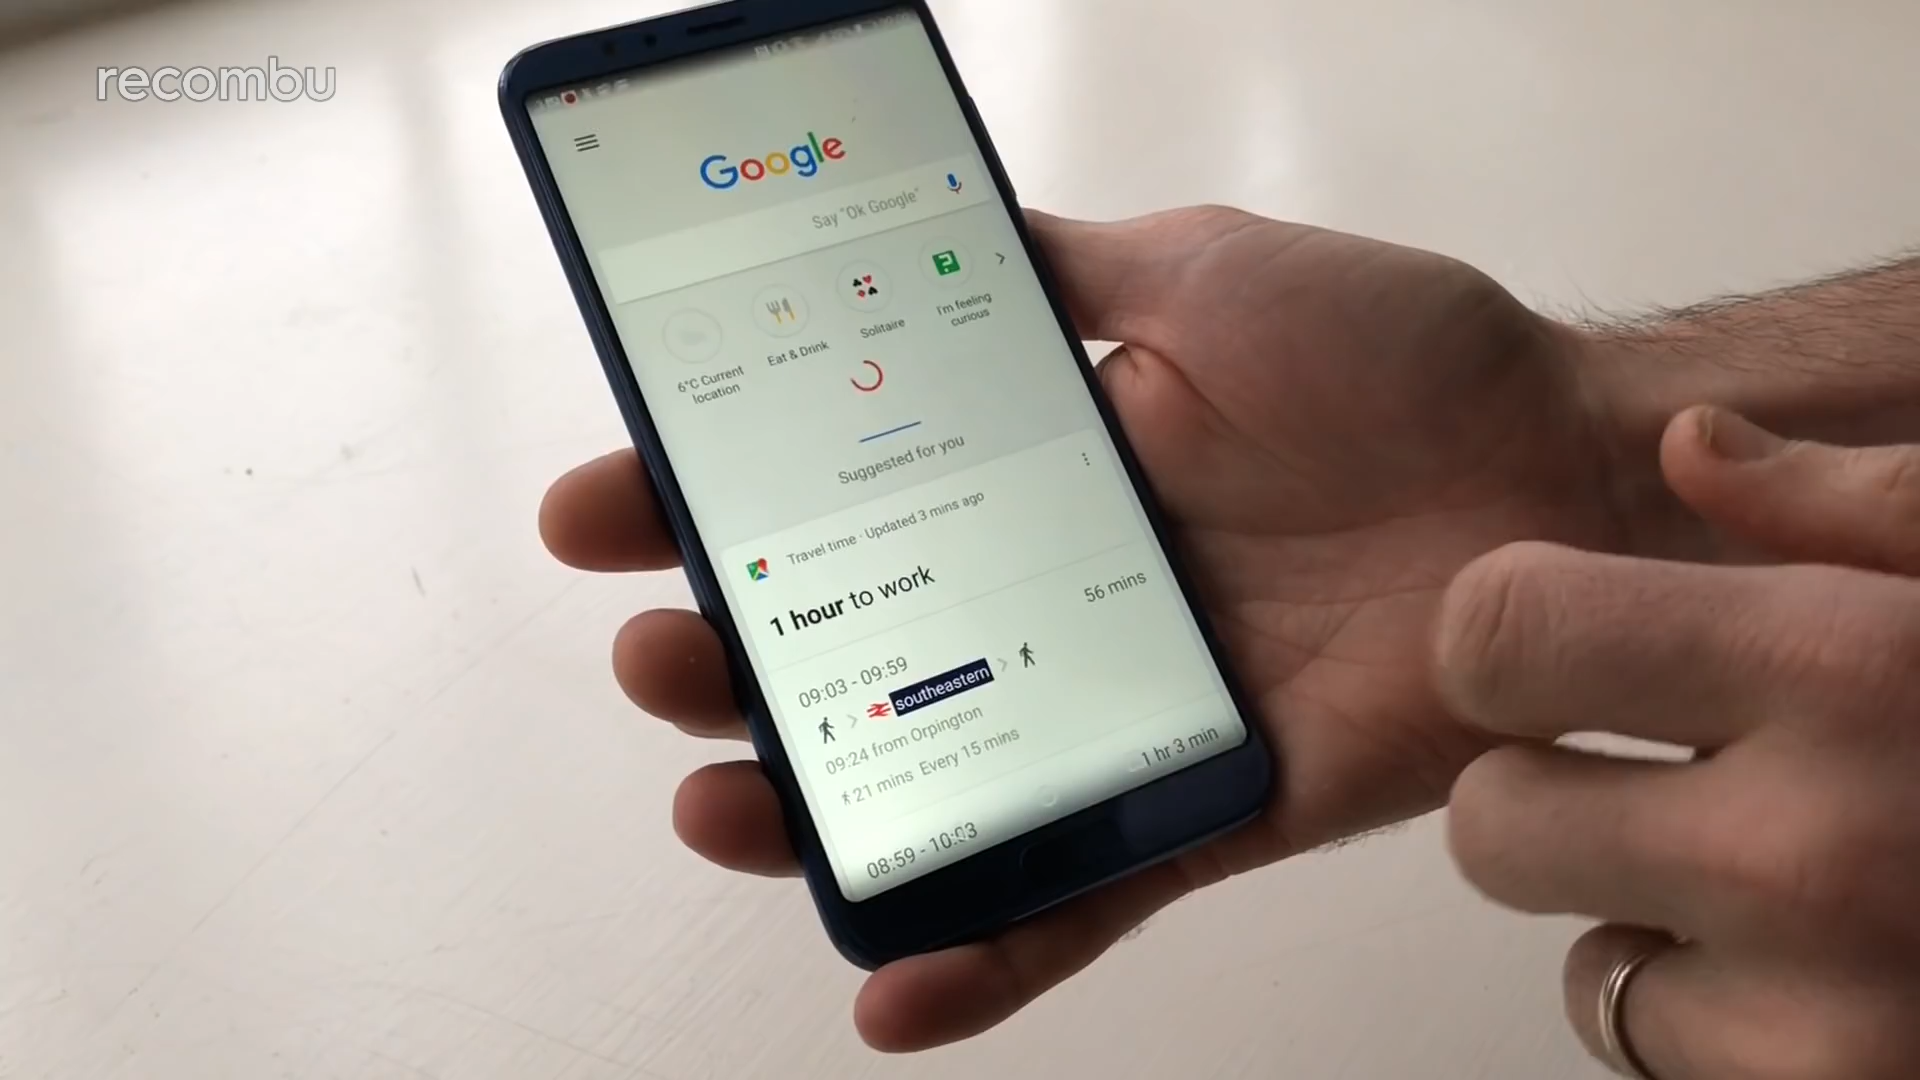 recombu
Google
Say "Ok Google"
6°C Current
location
Eat & Drink
Solitaire
I'm feeling
curious
Suggested for you
Travel time · Updated 3 mins ago
1 hour to work
09:03 - 09:59
56 mins
southeastern
09:24 from Orpington
21 mins Every 15 mins
08:59 - 10:03
1 hr 3 min